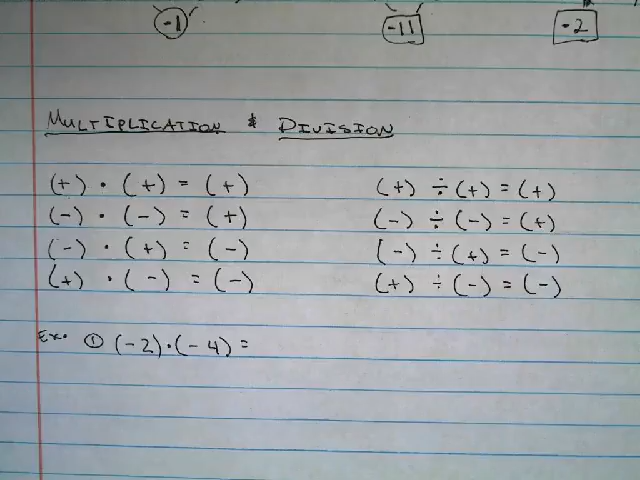 -1 -11 -2
MULTIPLICATION & DIVISION
(+) · (+) = (+) (+) ÷ (+) = (+)
(-) · (-) = (+) (-) ÷ (-) = (+)
(-) · (+) = (-) (-) ÷ (+) = (-)
(+) · (-) = (-) (+) ÷ (-) = (-)
Ex. ① (-2)·(-4) =